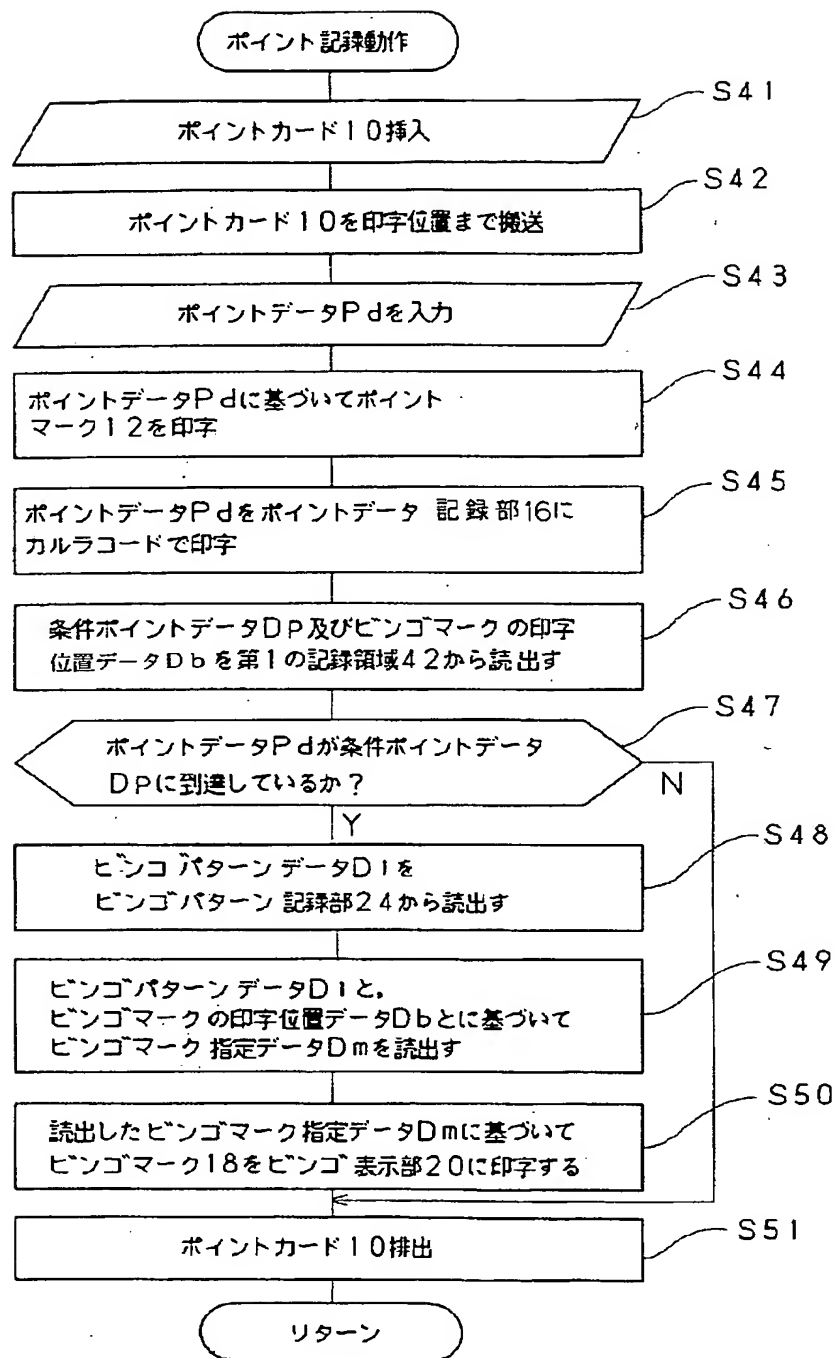 ポイント記録動作
S41
ポイントカード10挿入
S42
ポイントカード10を印字位置まで搬送
S43
ポイントデータPdを入力
S44
ポイントデータPdに基づいてポイント
マーク12を印字
S45
ポイントデータPdをポイントデータ 記録部16に
カルラコードで印字
S46
条件ポイントデータDp及びビンゴマークの印字
位置データDbを第1の記録領域42から読出す
S47
ポイントデータPdが条件ポイントデータ
Dpに到達しているか?
N
Y
S48
ビンゴパターンデータDiを
ビンゴパターン記録部24から読出す
S49
ビンゴパターンデータDiと,
ビンゴマークの印字位置データDbとに基づいて
ビンゴマーク指定データDmを読出す
S50
読出したビンゴマーク指定データDmに基づいて
ビンゴマーク18をビンゴ表示部20に印字する
S51
ポイントカード10排出
リターン